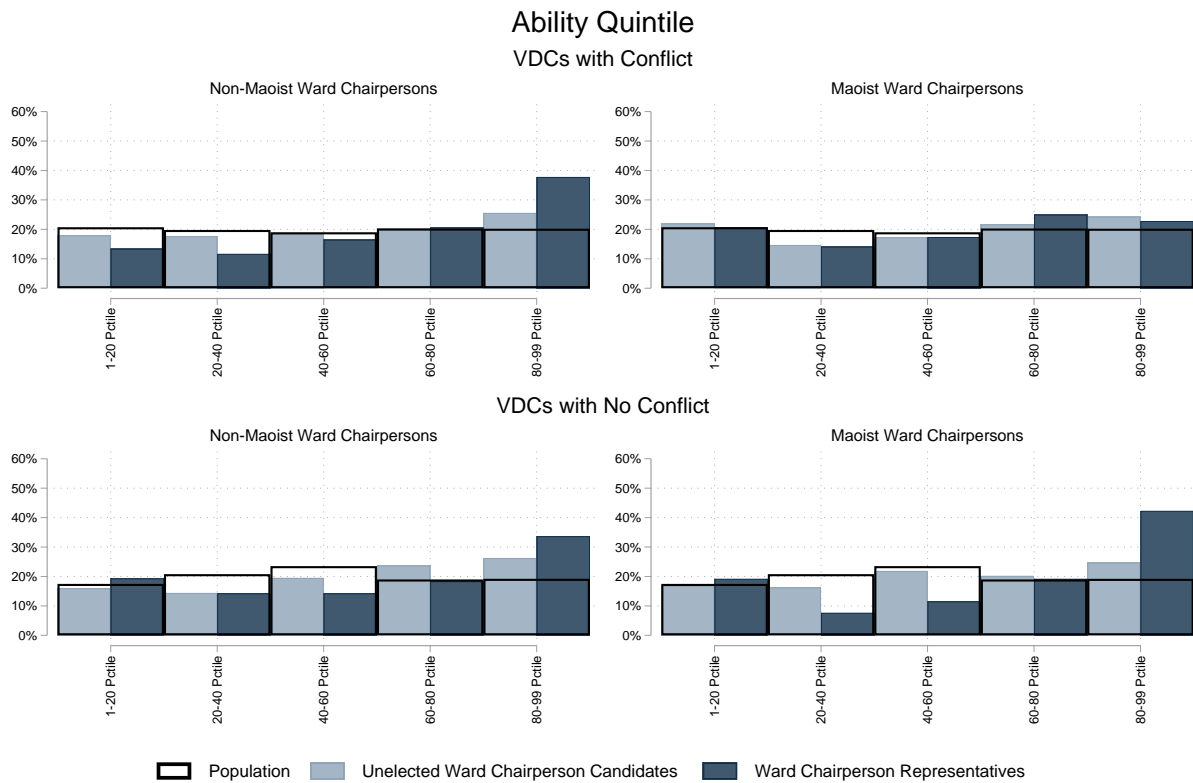 Ability Quintile
VDCs with Conflict
Non-Maoist Ward Chairpersons
60%
50%
40%
30%
20%
10%
0%
1-20 Pctile
20-40 Pctile
40-60 Pctile
60-80 Pctile
80-99 Pctile
Maoist Ward Chairpersons
60%
50%
40%
30%
20%
10%
0%
1-20 Pctile
20-40 Pctile
40-60 Pctile
60-80 Pctile
80-99 Pctile
VDCs with No Conflict
Non-Maoist Ward Chairpersons
60%
50%
40%
30%
20%
10%
0%
1-20 Pctile
20-40 Pctile
40-60 Pctile
60-80 Pctile
80-99 Pctile
Maoist Ward Chairpersons
60%
50%
40%
30%
20%
10%
0%
1-20 Pctile
20-40 Pctile
40-60 Pctile
60-80 Pctile
80-99 Pctile
Population
Unelected Ward Chairperson Candidates
Ward Chairperson Representatives